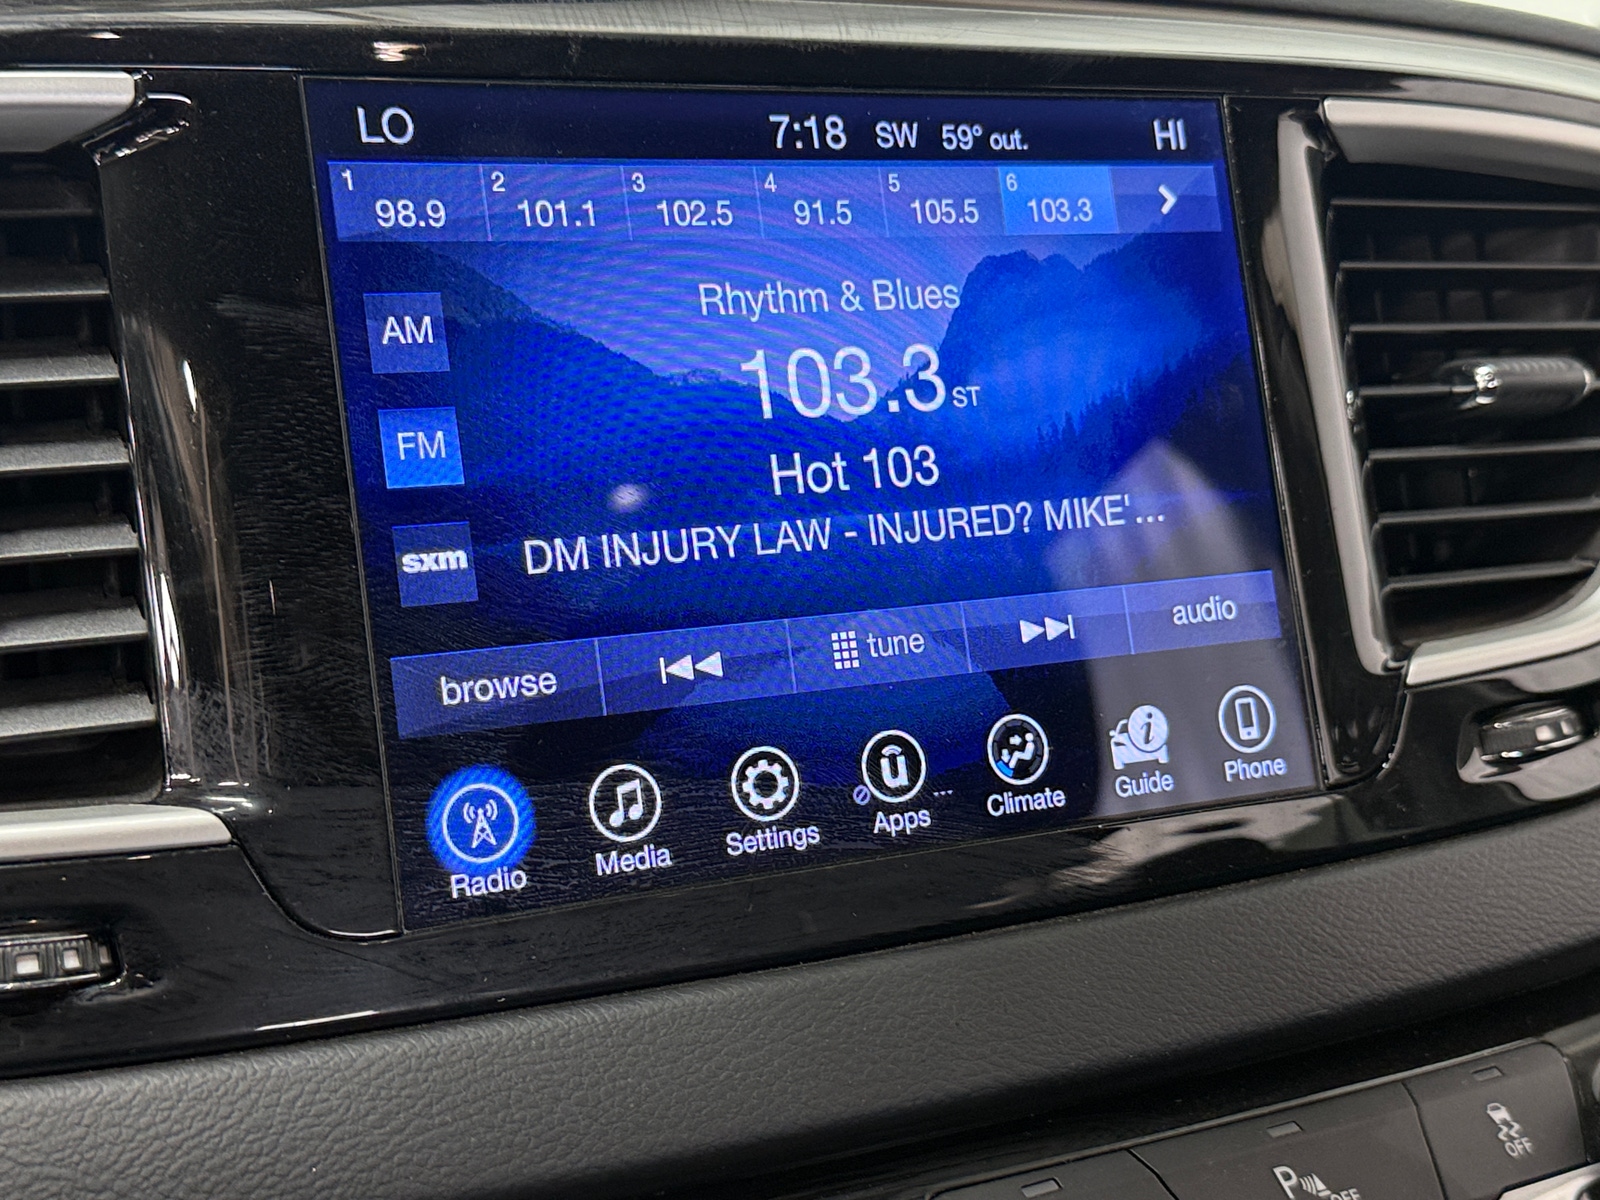 LO 7:18 SW 59° out. HI
1 2 3 4 5 6
98.9 101.1 102.5 91.5 105.5 103.3
Rhythm & Blues
AM
103.3 ST
FM
Hot 103
DM INJURY LAW - INJURED? MIKE'...
sxm
browse tune audio
Radio Media Settings Apps Climate Guide Phone
OFF
P OFF